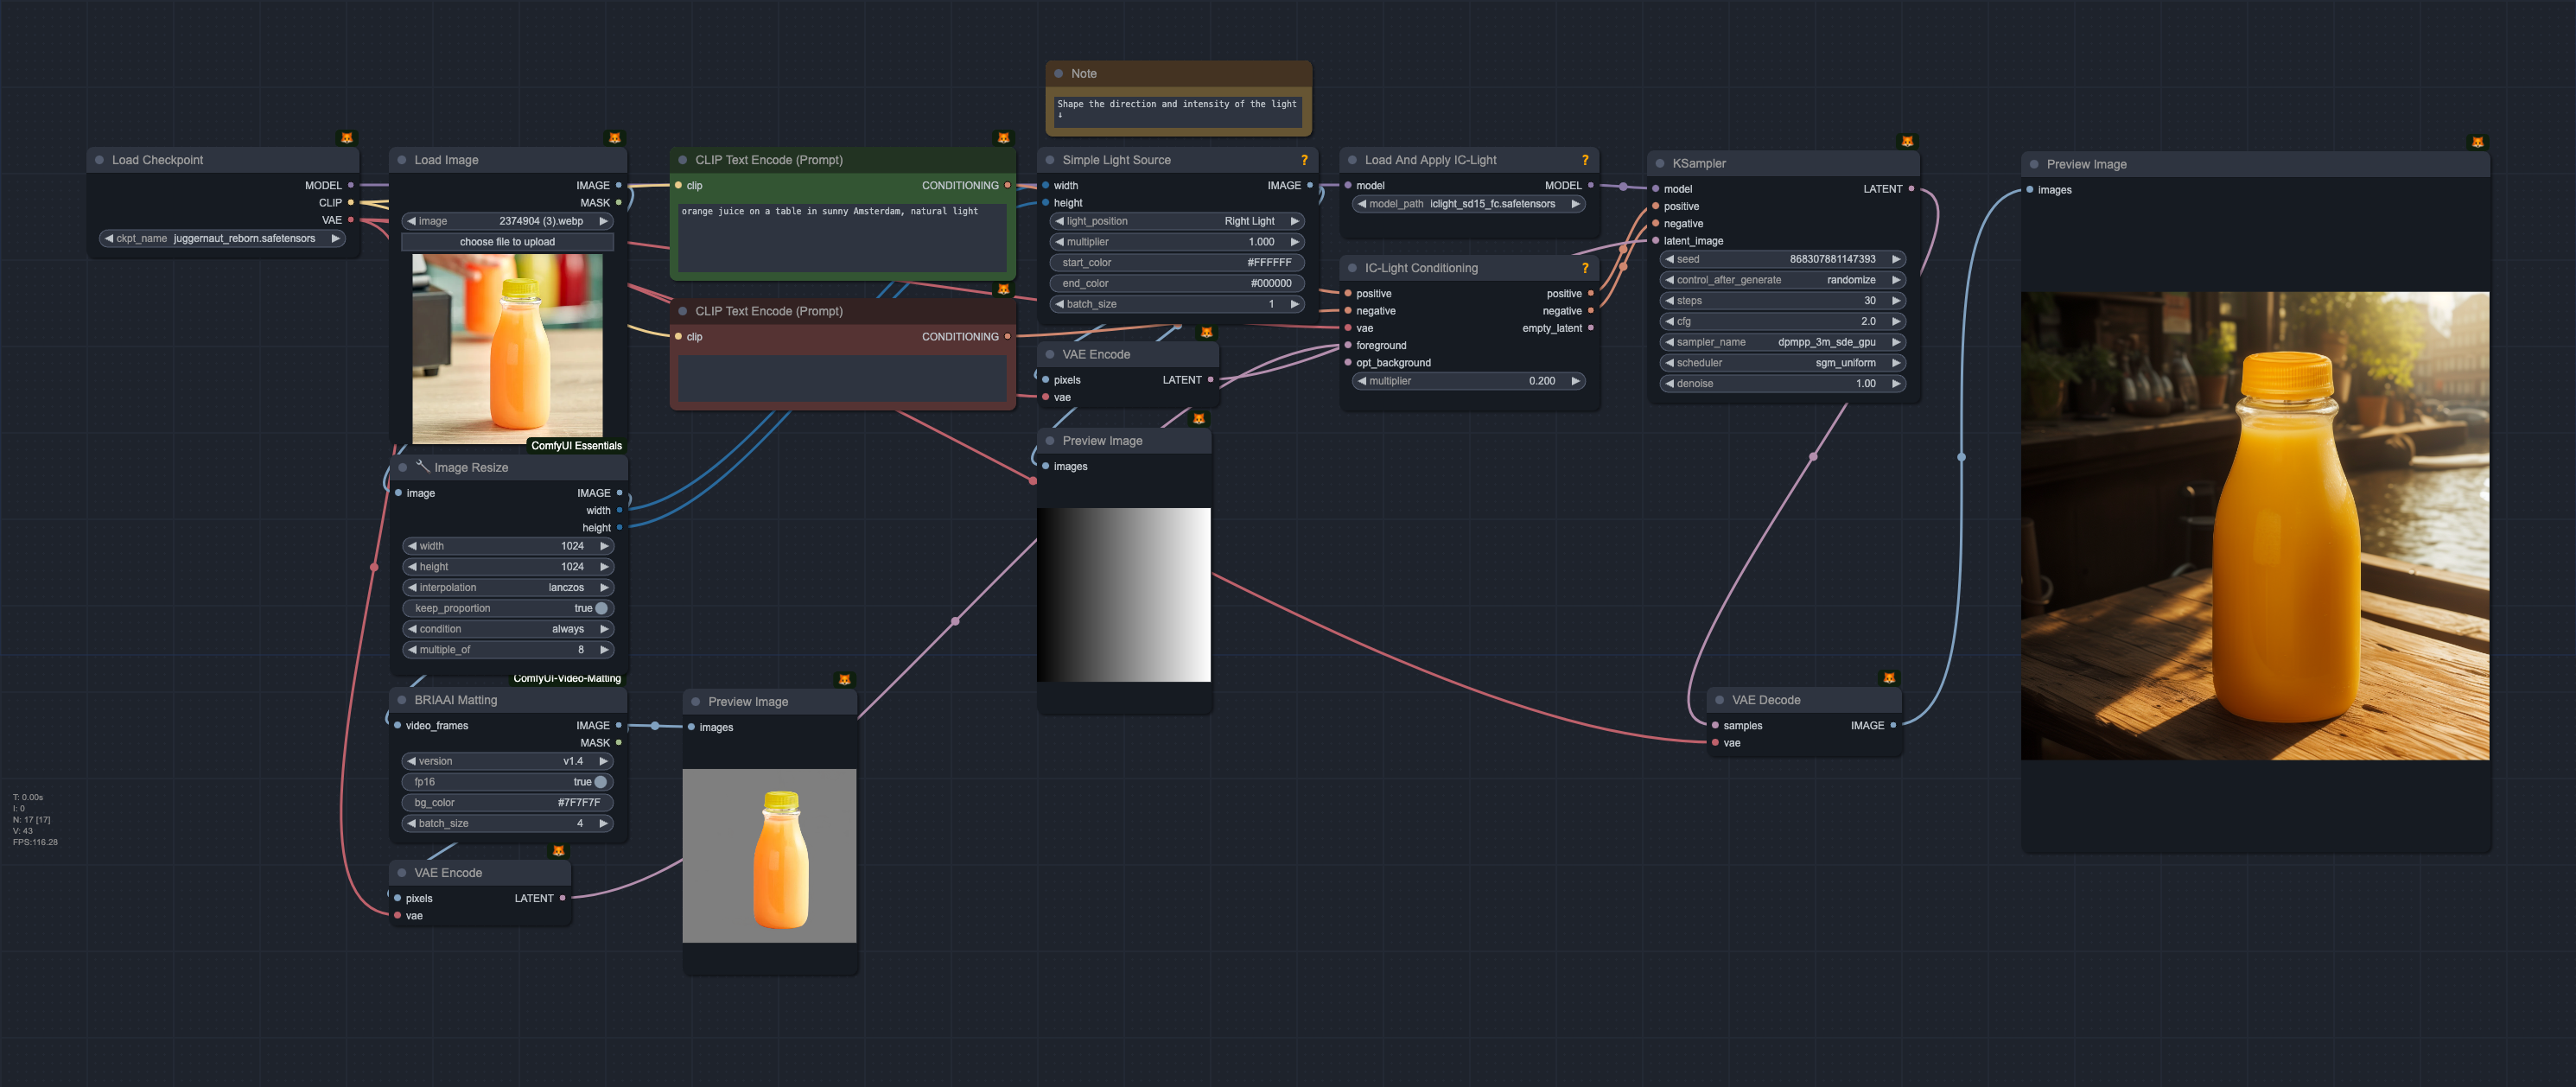 Note
Shape the direction and intensity of the light
↓
Load Checkpoint
MODEL
CLIP
VAE
ckpt_name juggernaut_reborn.safetensors
Load Image
IMAGE
MASK
image 2374904 (3).webp
choose file to upload
ComfyUI Essentials
Image Resize
image IMAGE
width
height
width 1024
height 1024
interpolation lanczos
keep_proportion true
condition always
multiple_of 8
ComfyUI-Video-Matting
BRIAAI Matting
video_frames IMAGE
MASK
version v1.4
fp16 true
bg_color #7F7F7F
batch_size 4
VAE Encode
pixels LATENT
vae
CLIP Text Encode (Prompt)
clip CONDITIONING
orange juice on a table in sunny Amsterdam, natural light
CLIP Text Encode (Prompt)
clip CONDITIONING
Preview Image
images
Simple Light Source ?
width IMAGE
height
light_position Right Light
multiplier 1.000
start_color #FFFFFF
end_color #000000
batch_size 1
VAE Encode
pixels LATENT
vae
Preview Image
images
Load And Apply IC-Light ?
model MODEL
model_path iclight_sd15_fc.safetensors
IC-Light Conditioning ?
positive positive
negative negative
vae empty_latent
foreground
opt_background
multiplier 0.200
KSampler
model LATENT
positive
negative
latent_image
seed 868307881147393
control_after_generate randomize
steps 30
cfg 2.0
sampler_name dpmpp_3m_sde_gpu
scheduler sgm_uniform
denoise 1.00
VAE Decode
samples IMAGE
vae
Preview Image
images
T: 0.00s
I: 0
N: 17 [17]
V: 43
FPS:116.28